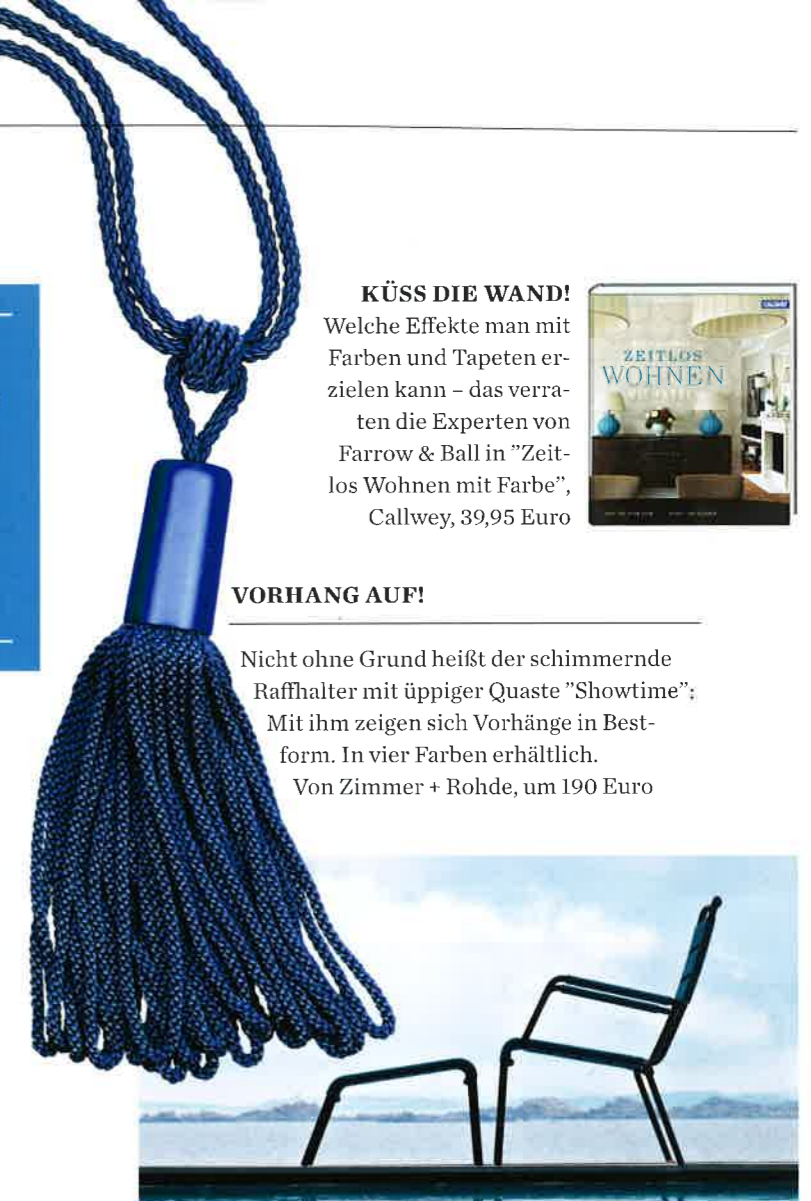 KÜSS DIE WAND!
Welche Effekte man mit
Farben und Tapeten er-
zielen kann – das verra-
ten die Experten von
Farrow & Ball in ”Zeit-
los Wohnen mit Farbe”,
Callwey, 39,95 Euro
CALLWEY
ZEITLOS
WOHNEN
VORHANG AUF!
Nicht ohne Grund heißt der schimmernde
Raffhalter mit üppiger Quaste ”Showtime”:
Mit ihm zeigen sich Vorhänge in Best-
form. In vier Farben erhältlich.
Von Zimmer + Rohde, um 190 Euro